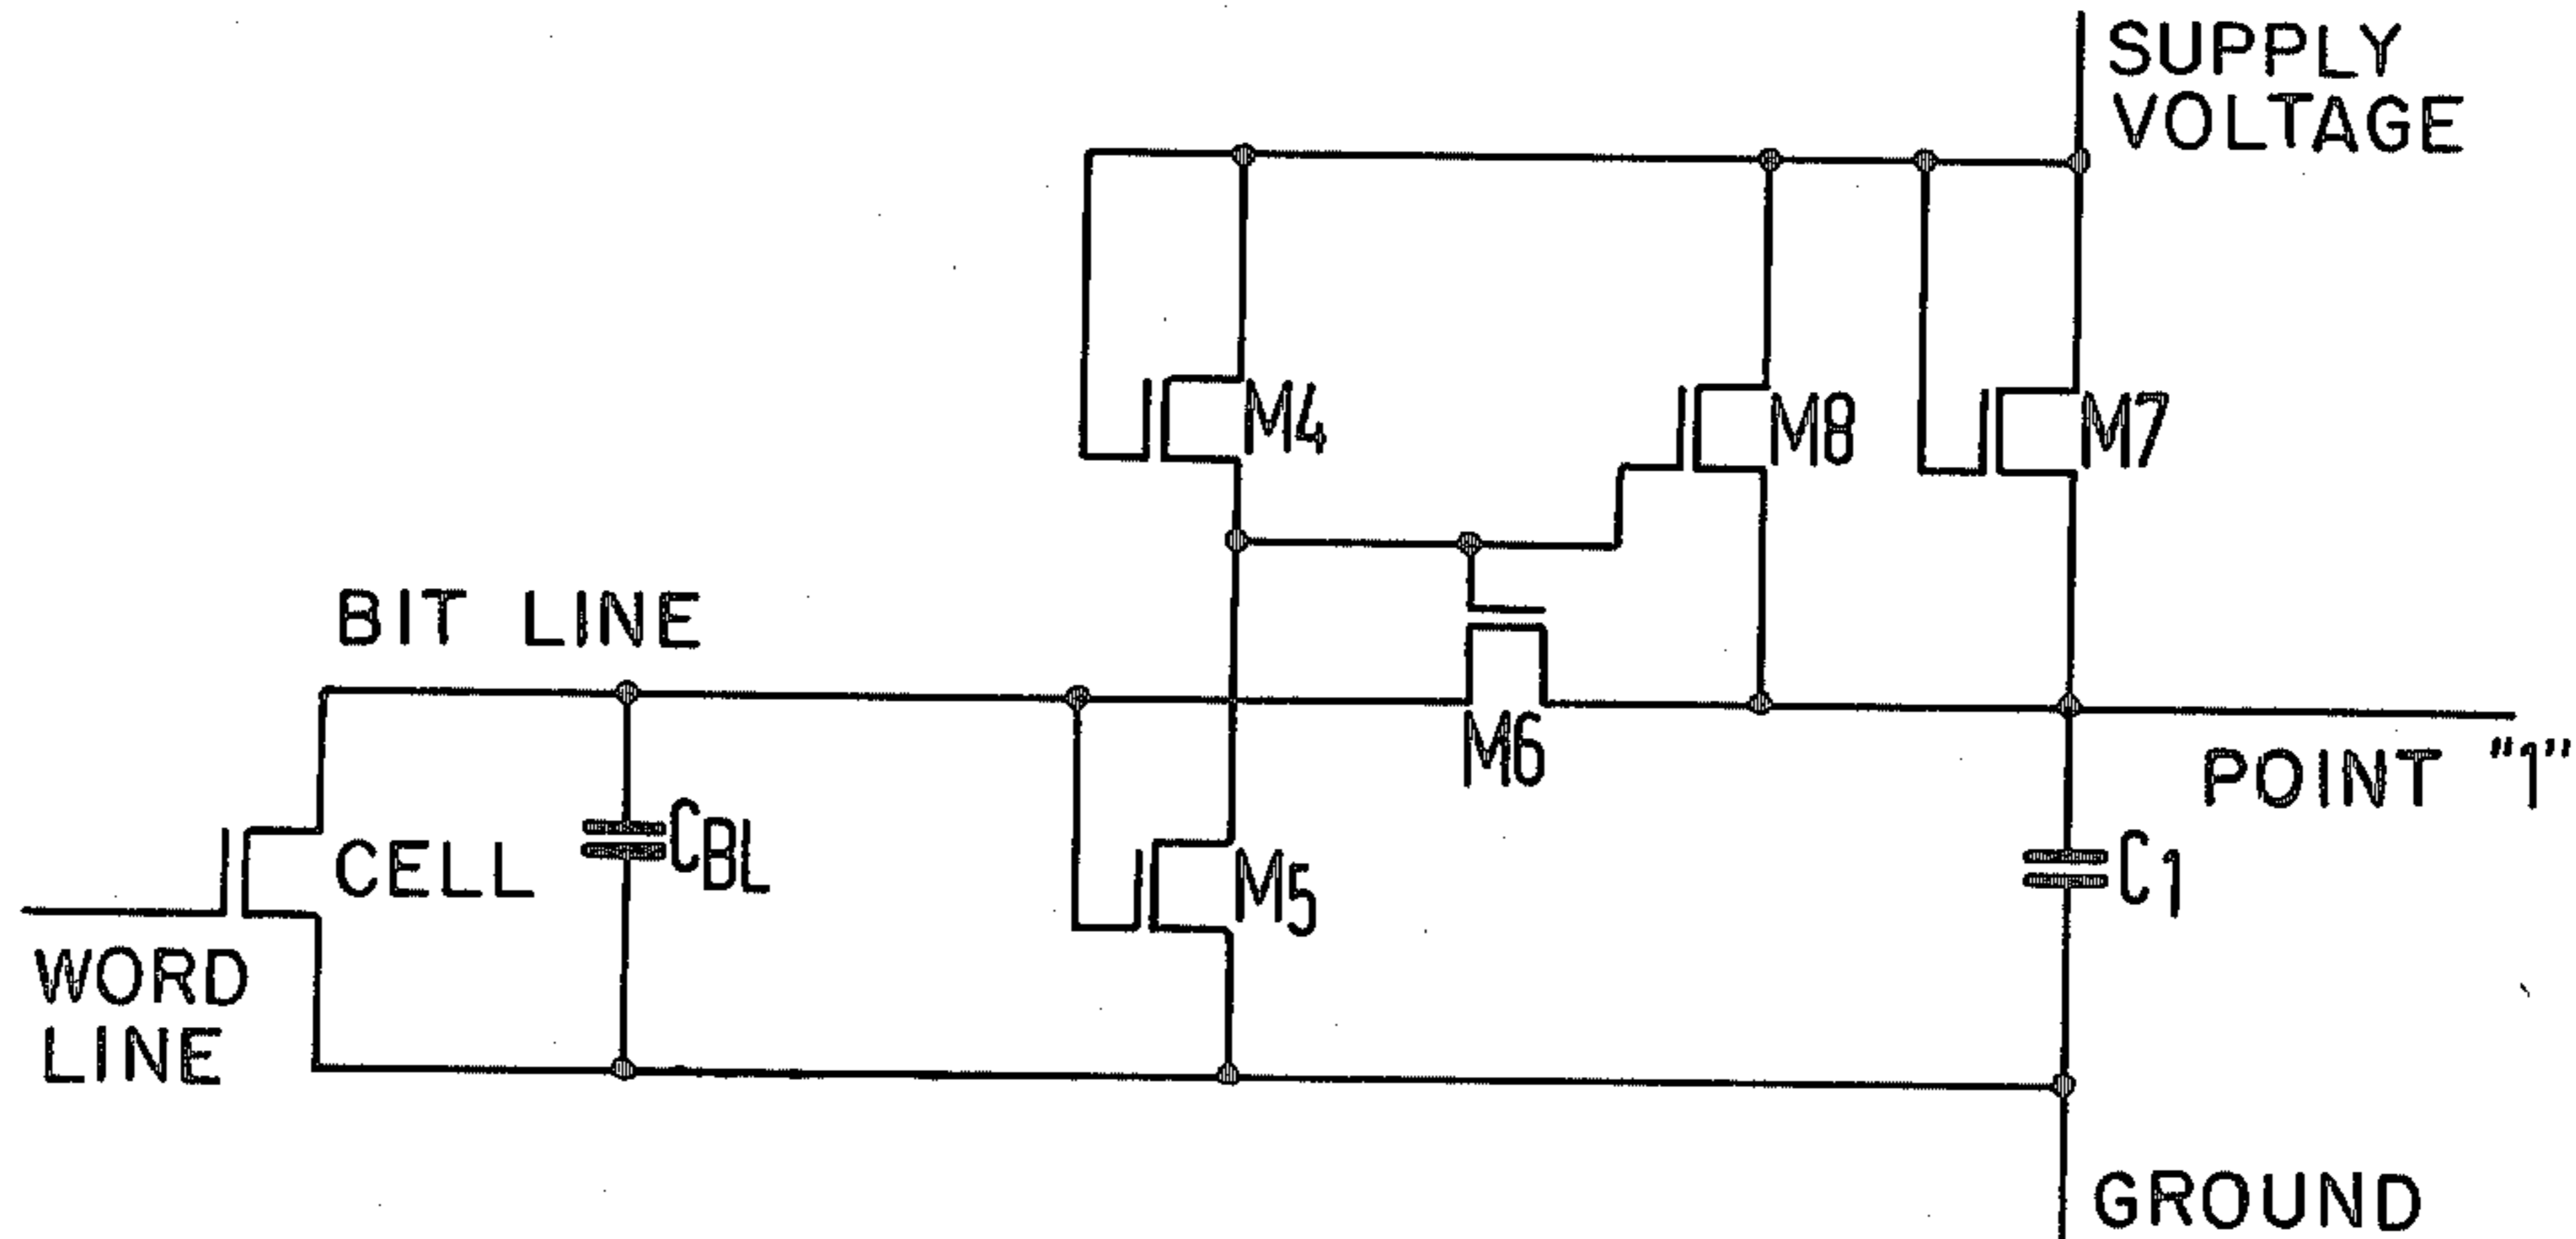 SUPPLY
VOLTAGE
M4
M8
M7
BIT LINE
M6
POINT "1"
CELL
CBL
M5
C1
WORD
LINE
GROUND